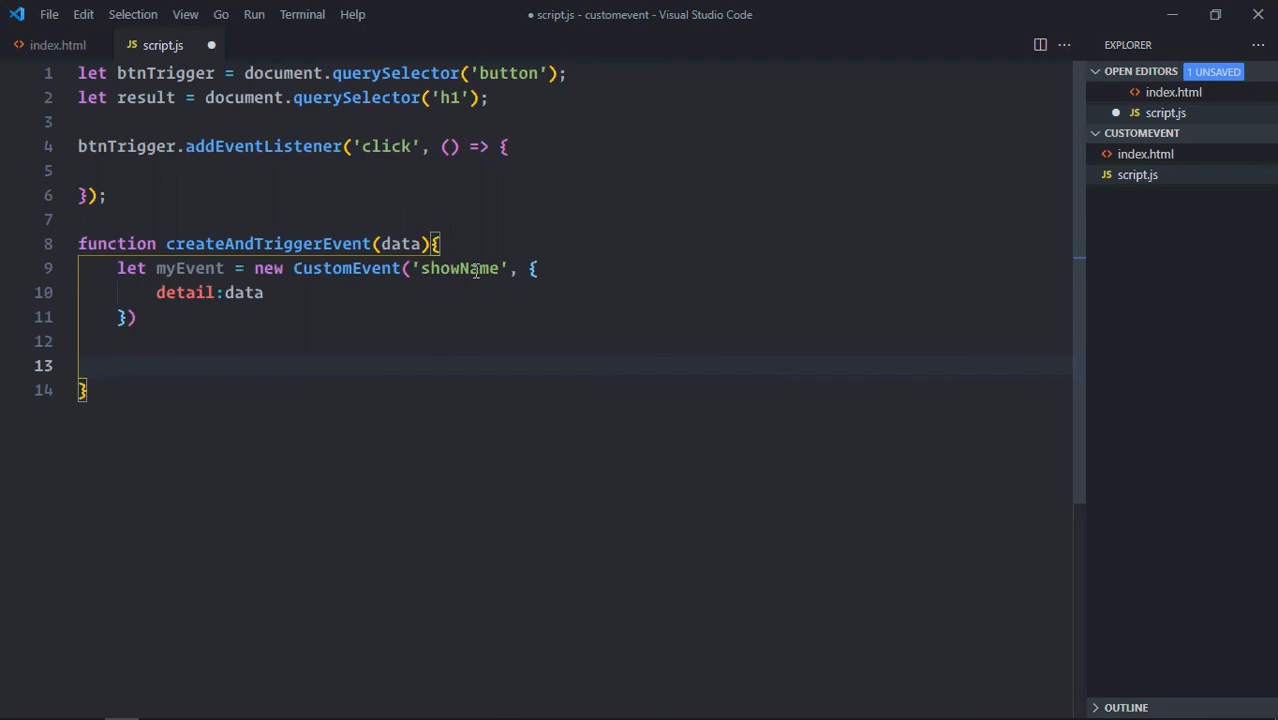 File Edit Selection View Go Run Terminal Help ● script.js - customevent - Visual Studio Code
index.html JS script.js ● EXPLORER ···
OPEN EDITORS 1 UNSAVED
index.html
● JS script.js
CUSTOMEVENT
index.html
JS script.js
1 let btnTrigger = document.querySelector('button');
2 let result = document.querySelector('h1');
3
4 btnTrigger.addEventListener('click', () => {
5
6 });
7
8 function createAndTriggerEvent(data){
9 let myEvent = new CustomEvent('showName', {
10 detail:data
11 })
12
13
14 }
OUTLINE